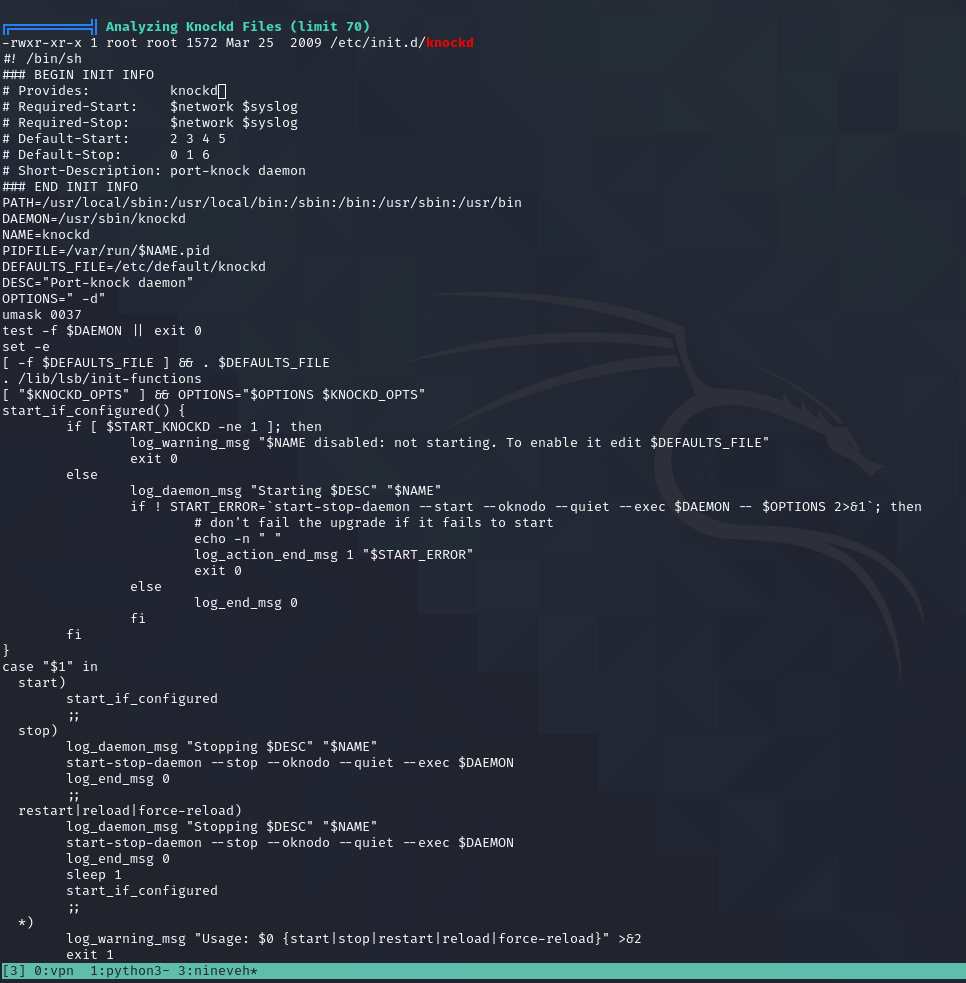 ╔══════════╣ Analyzing Knockd Files (limit 70)
-rwxr-xr-x 1 root root 1572 Mar 25  2009 /etc/init.d/knockd
#! /bin/sh
### BEGIN INIT INFO
# Provides:          knockd
# Required-Start:    $network $syslog
# Required-Stop:     $network $syslog
# Default-Start:     2 3 4 5
# Default-Stop:      0 1 6
# Short-Description: port-knock daemon
### END INIT INFO
PATH=/usr/local/sbin:/usr/local/bin:/sbin:/bin:/usr/sbin:/usr/bin
DAEMON=/usr/sbin/knockd
NAME=knockd
PIDFILE=/var/run/$NAME.pid
DEFAULTS_FILE=/etc/default/knockd
DESC="Port-knock daemon"
OPTIONS=" -d"
umask 0037
test -f $DAEMON || exit 0
set -e
[ -f $DEFAULTS_FILE ] && . $DEFAULTS_FILE
. /lib/lsb/init-functions
[ "$KNOCKD_OPTS" ] && OPTIONS="$OPTIONS $KNOCKD_OPTS"
start_if_configured() {
        if [ $START_KNOCKD -ne 1 ]; then
                log_warning_msg "$NAME disabled: not starting. To enable it edit $DEFAULTS_FILE"
                exit 0
        else
                log_daemon_msg "Starting $DESC" "$NAME"
                if ! START_ERROR=`start-stop-daemon --start --oknodo --quiet --exec $DAEMON -- $OPTIONS 2>&1`; then
                        # don't fail the upgrade if it fails to start
                        echo -n " "
                        log_action_end_msg 1 "$START_ERROR"
                        exit 0
                else
                        log_end_msg 0
                fi
        fi
}
case "$1" in
  start)
        start_if_configured
        ;;
  stop)
        log_daemon_msg "Stopping $DESC" "$NAME"
        start-stop-daemon --stop --oknodo --quiet --exec $DAEMON
        log_end_msg 0
        ;;
  restart|reload|force-reload)
        log_daemon_msg "Stopping $DESC" "$NAME"
        start-stop-daemon --stop --oknodo --quiet --exec $DAEMON
        log_end_msg 0
        sleep 1
        start_if_configured
        ;;
  *)
        log_warning_msg "Usage: $0 {start|stop|restart|reload|force-reload}" >&2
        exit 1
[3] 0:vpn  1:python3- 3:nineveh*